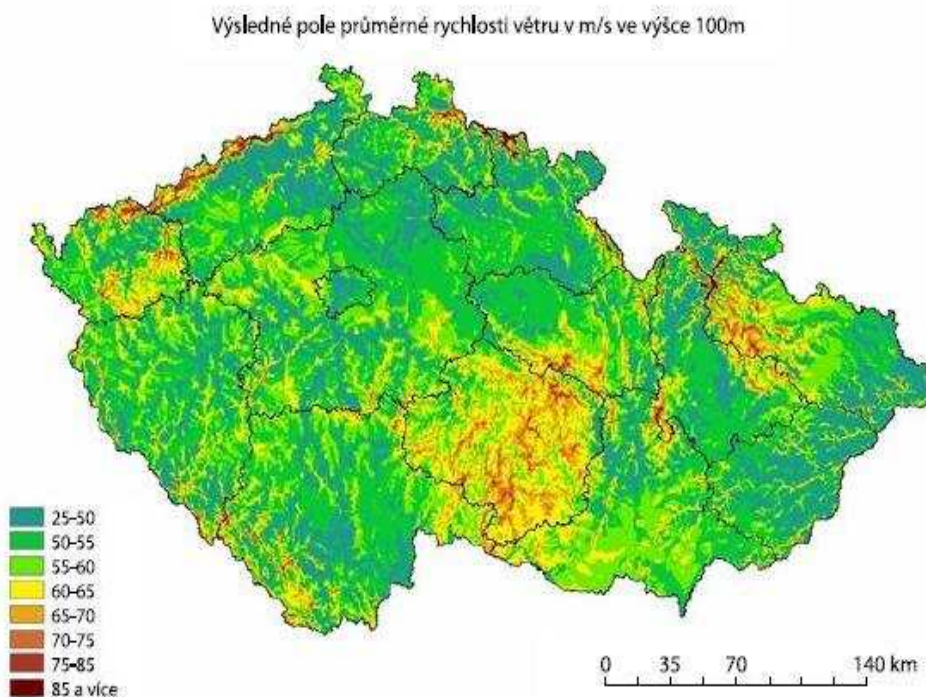 Výsledné pole průměrné rychlosti větru v m/s ve výšce 100m
25-50
50-55
55-60
60-65
65-70
70-75
75-85
85 a více
0 35 70 140 km